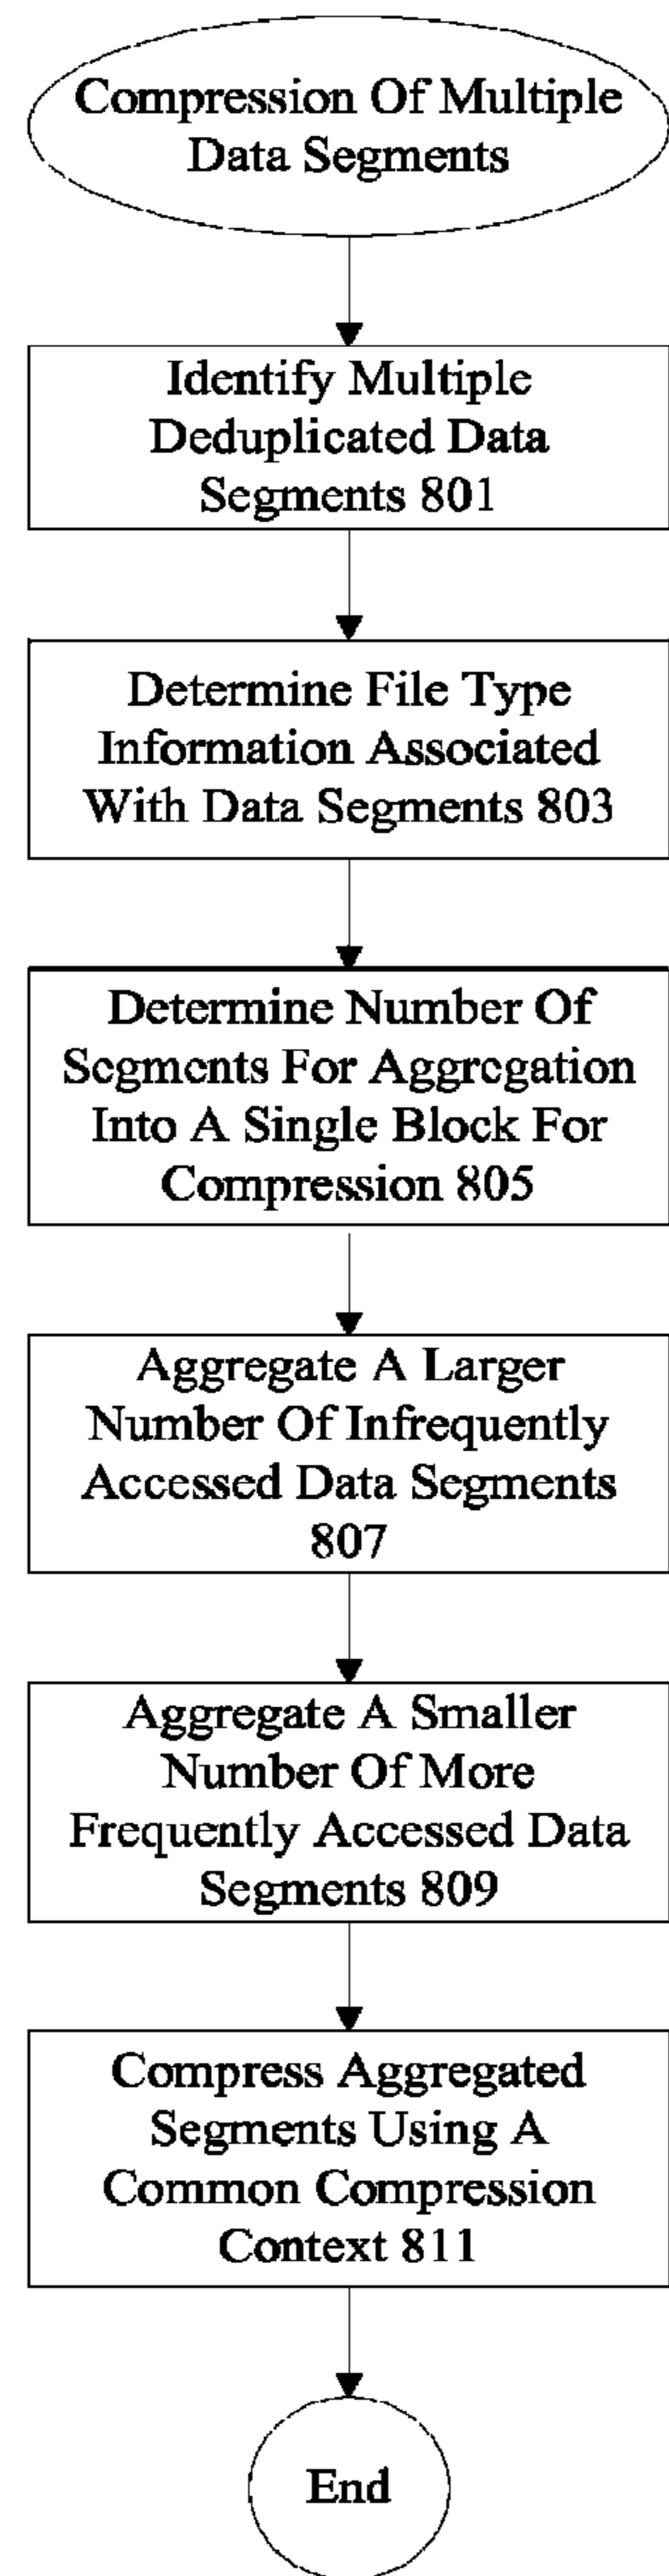 Compression Of Multiple
Data Segments
Identify Multiple
Deduplicated Data
Segments 801
Determine File Type
Information Associated
With Data Segments 803
Determine Number Of
Segments For Aggregation
Into A Single Block For
Compression 805
Aggregate A Larger
Number Of Infrequently
Accessed Data Segments
807
Aggregate A Smaller
Number Of More
Frequently Accessed Data
Segments 809
Compress Aggregated
Segments Using A
Common Compression
Context 811
End